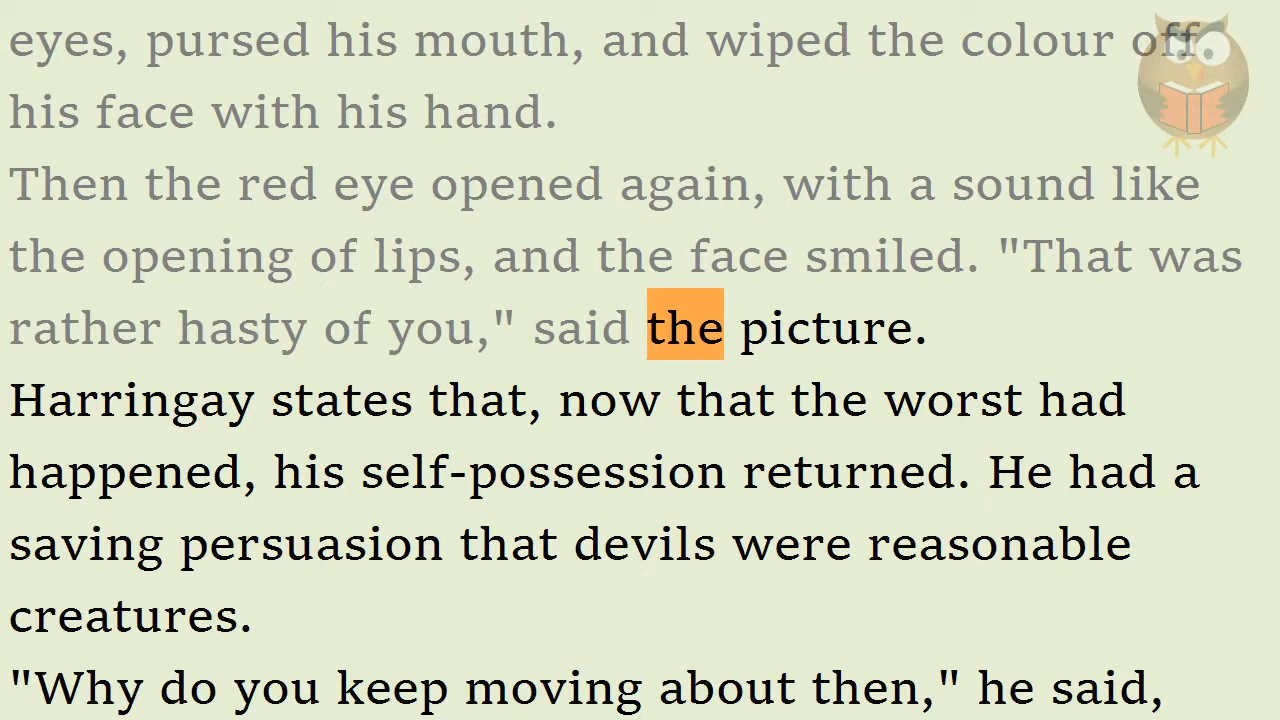 eyes, pursed his mouth, and wiped the colour off
his face with his hand.
Then the red eye opened again, with a sound like
the opening of lips, and the face smiled. "That was
rather hasty of you," said the picture.
Harringay states that, now that the worst had
happened, his self-possession returned. He had a
saving persuasion that devils were reasonable
creatures.
"Why do you keep moving about then," he said,